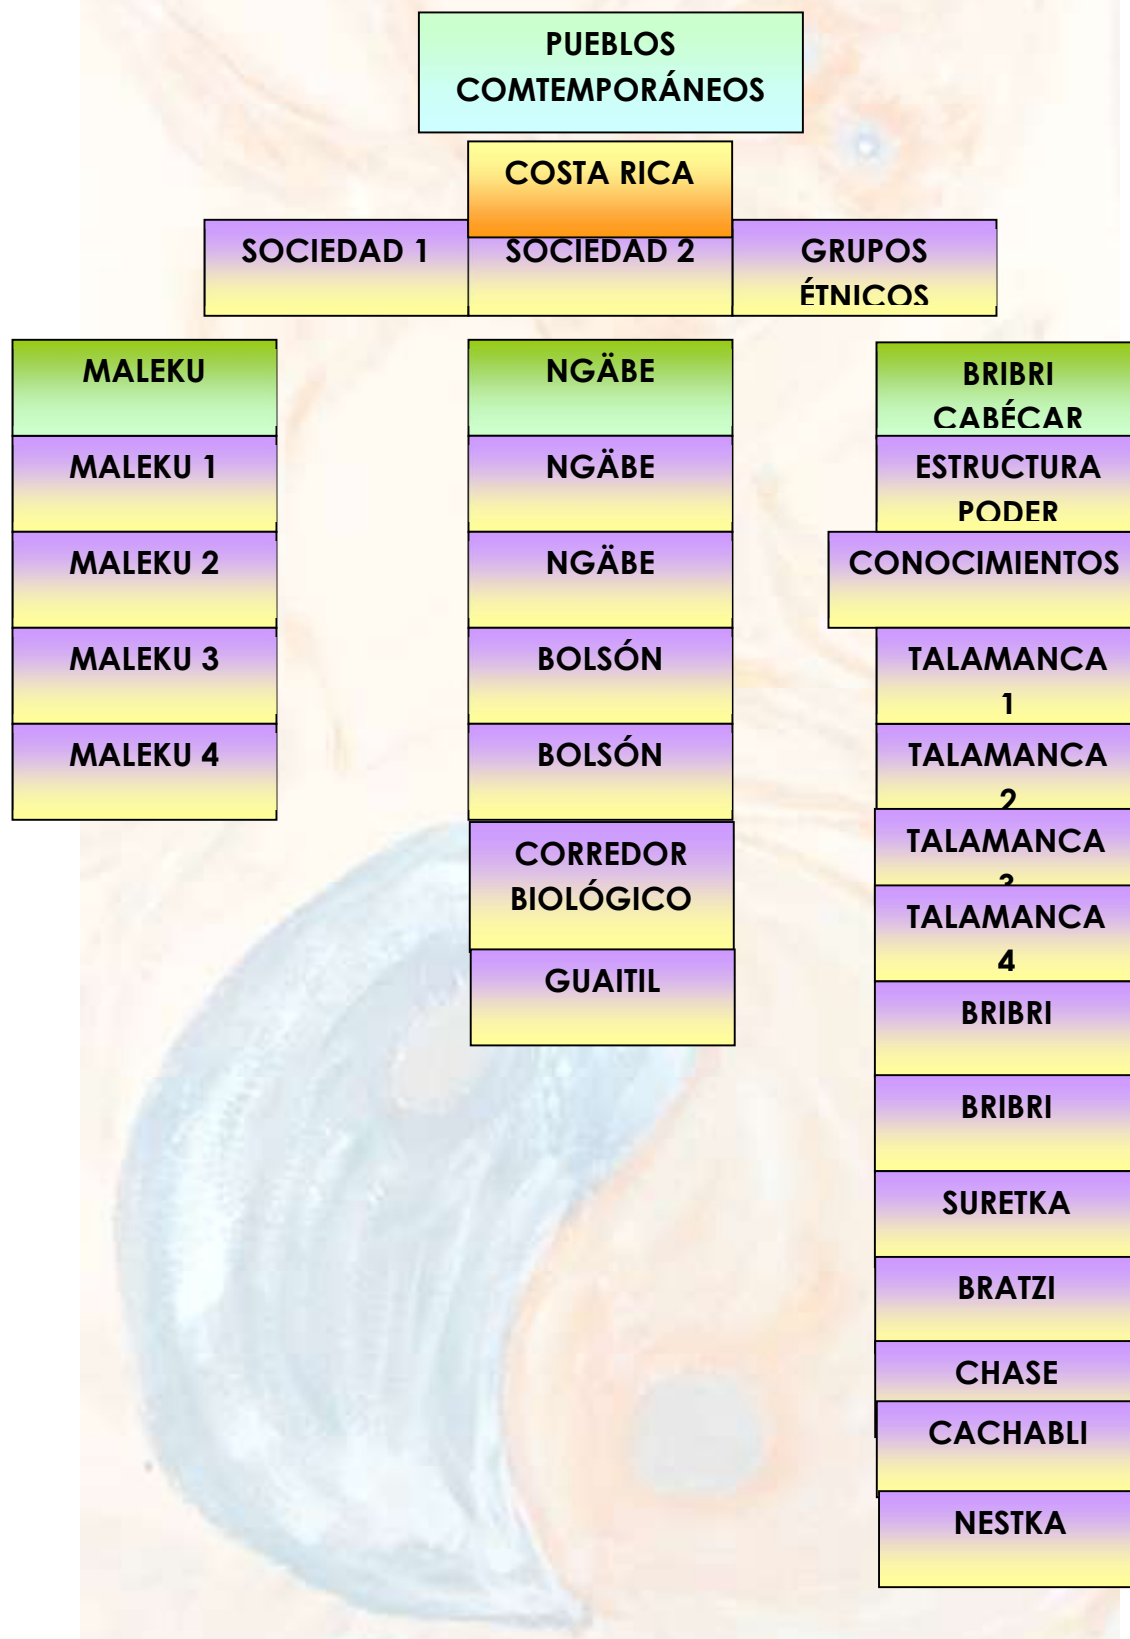 PUEBLOS
COMTEMPORÁNEOS
COSTA RICA
SOCIEDAD 1
SOCIEDAD 2
GRUPOS
ÉTNICOS
MALEKU
MALEKU 1
MALEKU 2
MALEKU 3
MALEKU 4
NGÄBE
NGÄBE
NGÄBE
BOLSÓN
BOLSÓN
CORREDOR
BIOLÓGICO
GUAITIL
BRIBRI
CABÉCAR
ESTRUCTURA
PODER
CONOCIMIENTOS
TALAMANCA
1
TALAMANCA
2
TALAMANCA
3
TALAMANCA
4
BRIBRI
BRIBRI
SURETKA
BRATZI
CHASE
CACHABLI
NESTKA